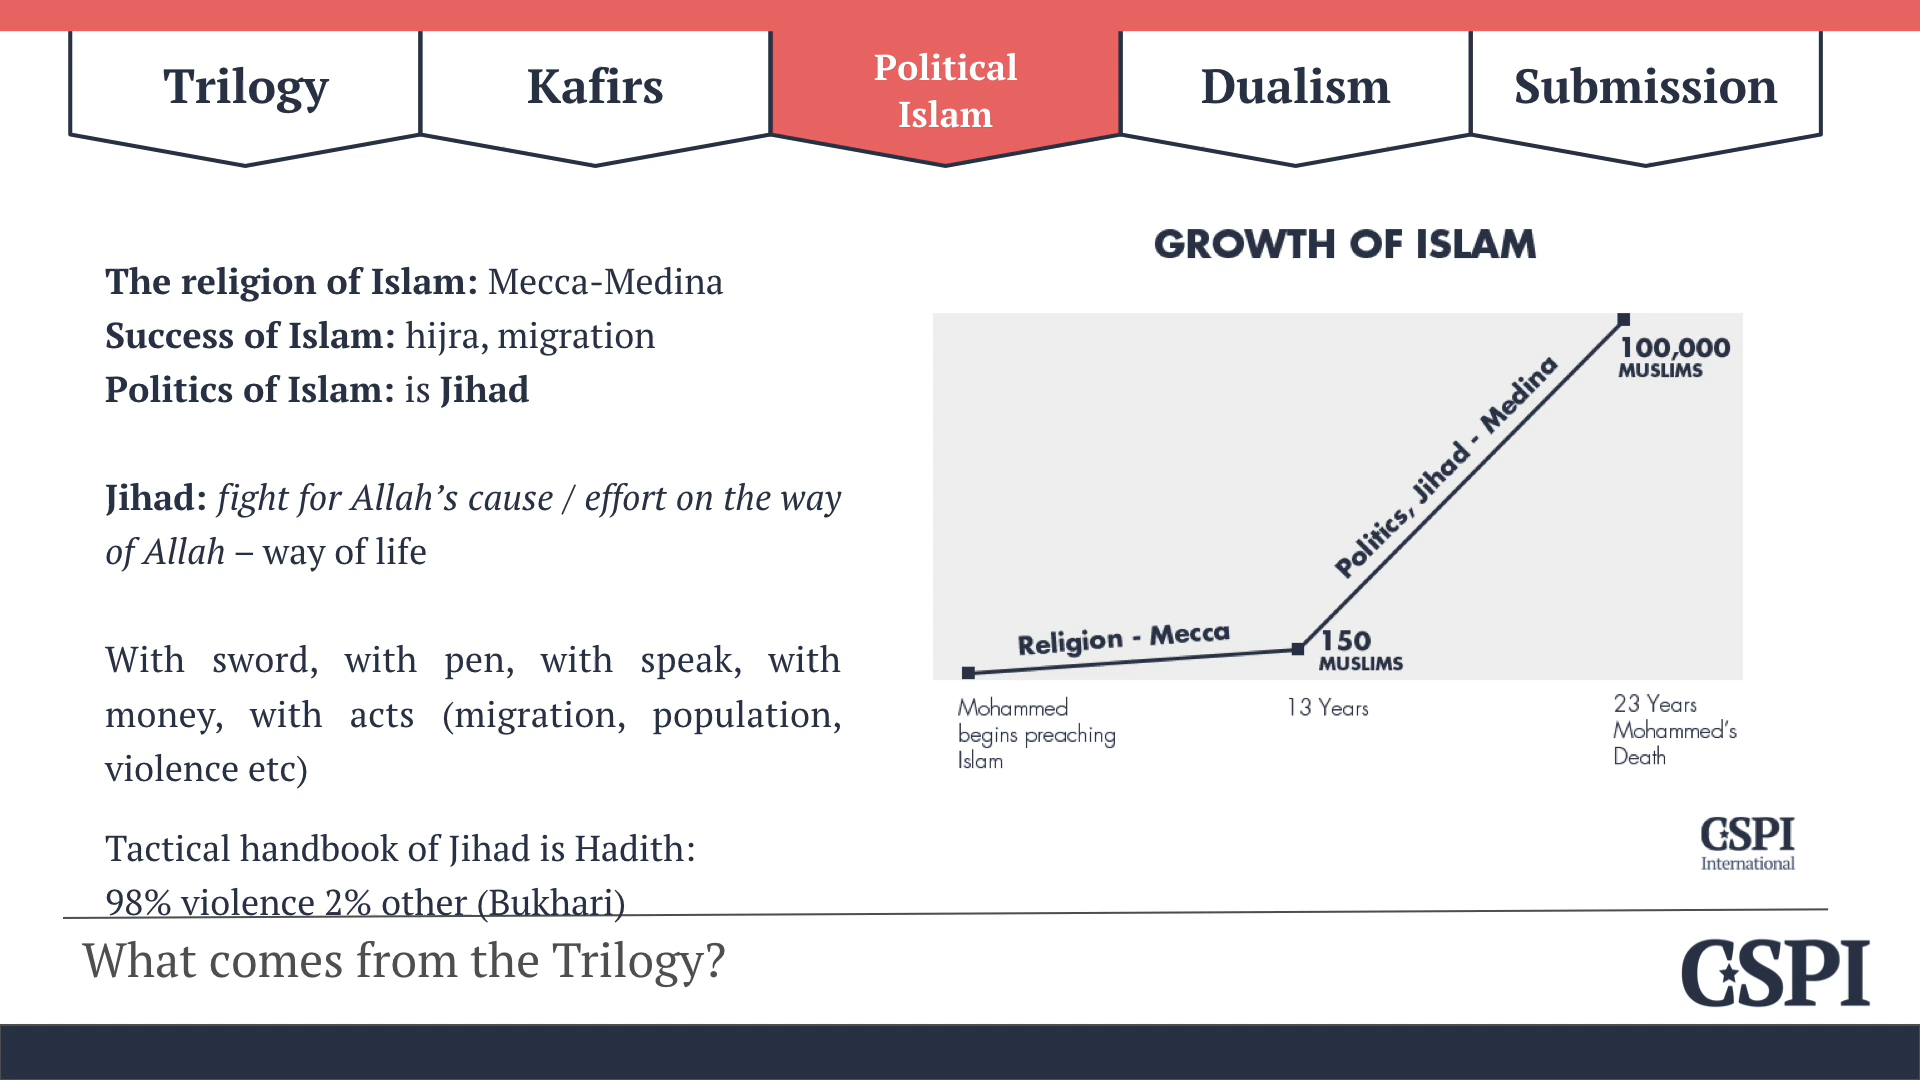 Trilogy
Kafirs
Political
Islam
Dualism
Submission
The religion of Islam: Mecca-Medina
Success of Islam: hijra, migration
Politics of Islam: is Jihad
Jihad: fight for Allah’s cause / effort on the way
of Allah – way of life
With sword, with pen, with speak, with
money, with acts (migration, population,
violence etc)
Tactical handbook of Jihad is Hadith:
98% violence 2% other (Bukhari)
GROWTH OF ISLAM
100,000
MUSLIMS
Politics, Jihad - Medina
Religion - Mecca
150
MUSLIMS
Mohammed
begins preaching
Islam
13 Years
23 Years
Mohammed’s
Death
CSPI
International
What comes from the Trilogy?
CSPI